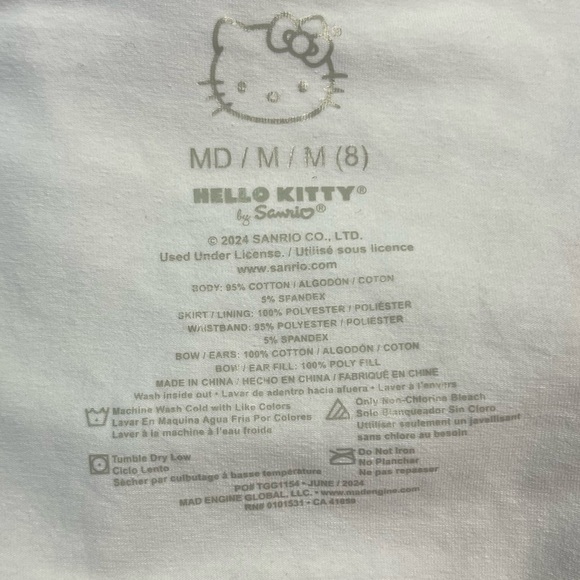 MD / M / M (8)
HELLO KITTY®
by Sanrio®
© 2024 SANRIO CO., LTD.
Used Under License. / Utilisé sous licence
www.sanrio.com
BODY: 95% COTTON / ALGODÓN / COTON
5% SPANDEX
SKIRT / LINING: 100% POLYESTER / POLIÉSTER
WAISTBAND: 95% POLYESTER / POLIÉSTER
5% SPANDEX
BOW / EARS: 100% COTTON / ALGODÓN / COTON
BOW / EAR FILL: 100% POLY FILL
MADE IN CHINA / HECHO EN CHINA / FABRIQUÉ EN CHINE
Wash inside out • Lavar de adentro hacia afuera • Laver à l'envers
Machine Wash Cold with Like Colors
Lavar En Maquina Agua Fria Por Colores
Laver à la machine à l'eau froide
Only Non-Chlorine Bleach
Solo Blanqueador Sin Cloro
Utiliser seulement un javellisant
sans chlore au besoin
Tumble Dry Low
Ciclo Lento
Sécher par culbutage à basse température
Do Not Iron
No Planchar
Ne pas repasser
PO# TGG1154 • JUNE / 2024
MAD ENGINE GLOBAL, LLC. • www.madengine.com
RN# 9101531 • CA